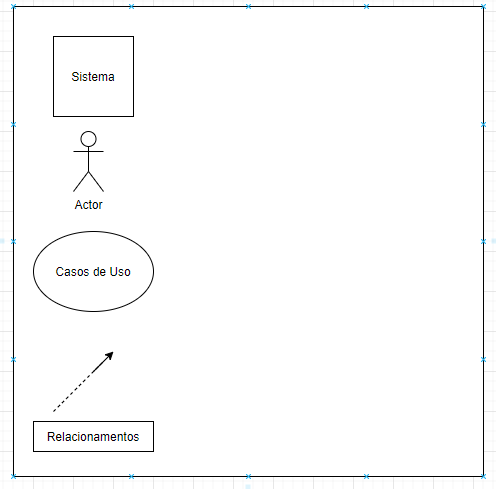 Sistema
Actor
Casos de Uso
Relacionamentos